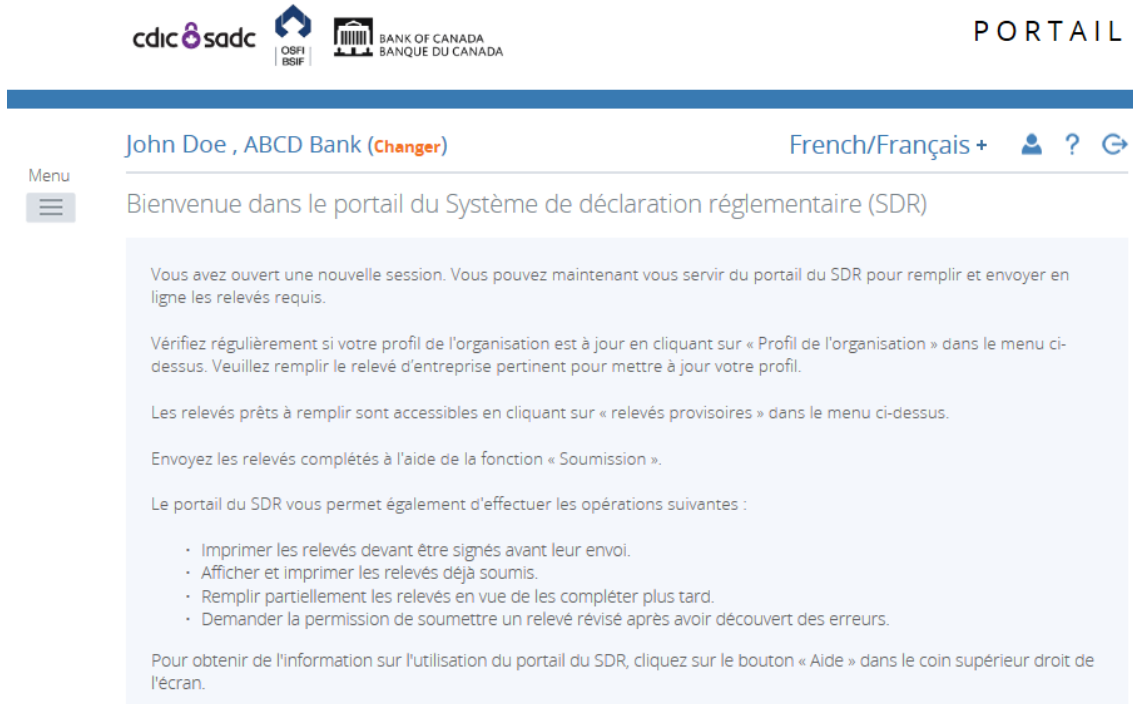 cdic sadc
OSFI
BSIF
BANK OF CANADA
BANQUE DU CANADA
PORTAIL
John Doe , ABCD Bank (Changer)
French/Français +
?
Menu
Bienvenue dans le portail du Système de déclaration réglementaire (SDR)
Vous avez ouvert une nouvelle session. Vous pouvez maintenant vous servir du portail du SDR pour remplir et envoyer en
ligne les relevés requis.
Vérifiez régulièrement si votre profil de l'organisation est à jour en cliquant sur « Profil de l'organisation » dans le menu ci-
dessus. Veuillez remplir le relevé d’entreprise pertinent pour mettre à jour votre profil.
Les relevés prêts à remplir sont accessibles en cliquant sur « relevés provisoires » dans le menu ci-dessus.
Envoyez les relevés complétés à l'aide de la fonction « Soumission ».
Le portail du SDR vous permet également d'effectuer les opérations suivantes :
· Imprimer les relevés devant être signés avant leur envoi.
· Afficher et imprimer les relevés déjà soumis.
· Remplir partiellement les relevés en vue de les compléter plus tard.
· Demander la permission de soumettre un relevé révisé après avoir découvert des erreurs.
Pour obtenir de l'information sur l'utilisation du portail du SDR, cliquez sur le bouton « Aide » dans le coin supérieur droit de
l'écran.